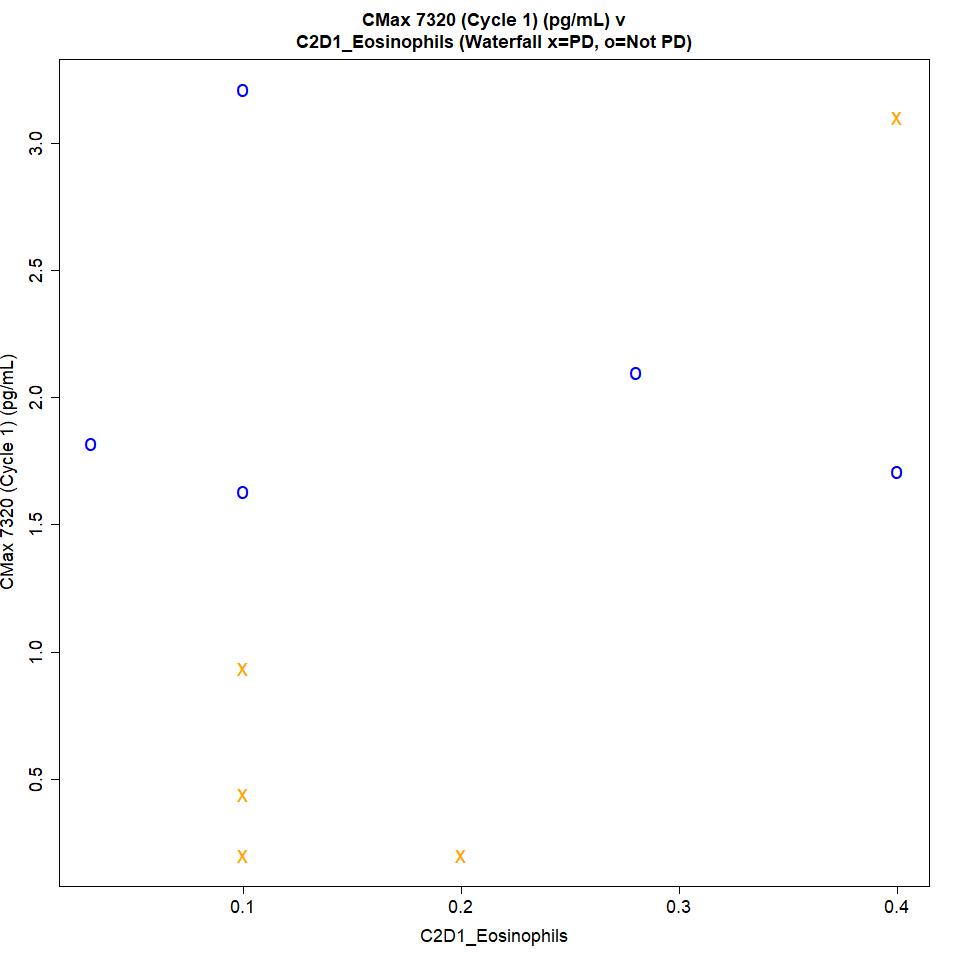 CMax 7320 (Cycle 1) (pg/mL) v
C2D1_Eosinophils (Waterfall x=PD, o=Not PD)
CMax 7320 (Cycle 1) (pg/mL)
3.0
2.5
2.0
1.5
1.0
0.5
O
X
O
O
O
O
X
X
X
X
0.1
0.2
0.3
0.4
C2D1_Eosinophils